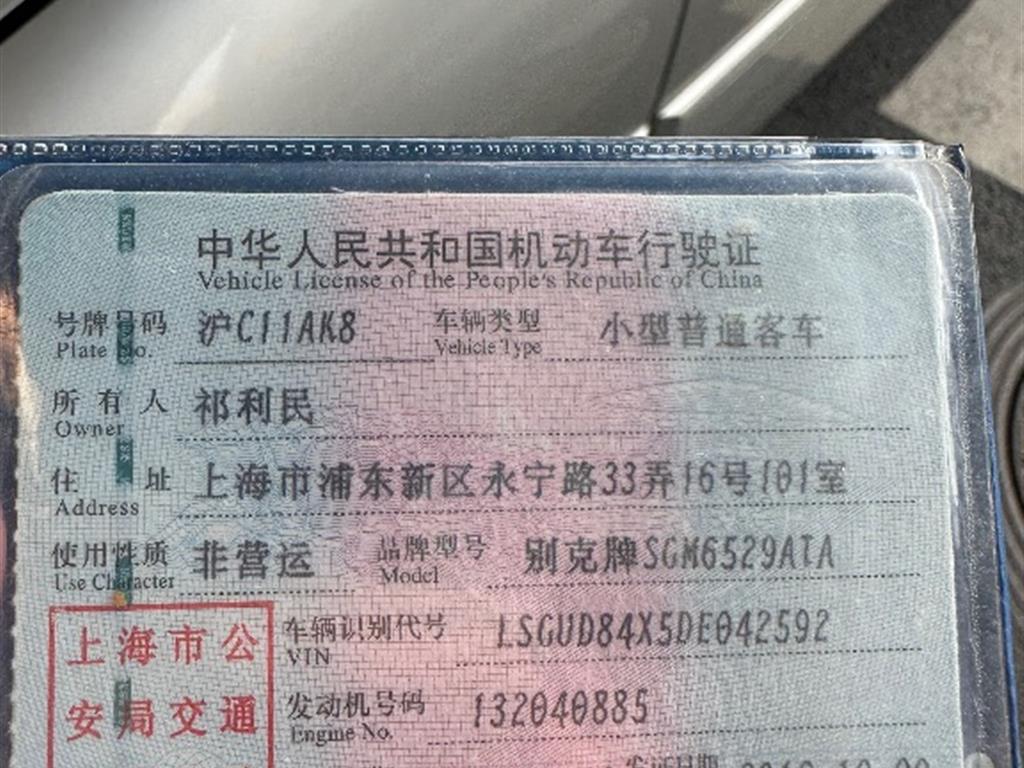 中华人民共和国机动车行驶证
Vehicle License of the People's Republic of China
号牌号码 沪C11AK8 车辆类型 小型普通客车
Plate No. Vehicle Type
所有人 祁利民
Owner
住址 上海市浦东新区永宁路33弄16号101室
Address
使用性质 非营运 品牌型号 别克牌SGM6529ATA
Use Character Model
上海市公 车辆识别代号 LSGUD84X5DE042592
VIN
安局交通 发动机号码 132040885
Engine No.
发证日期